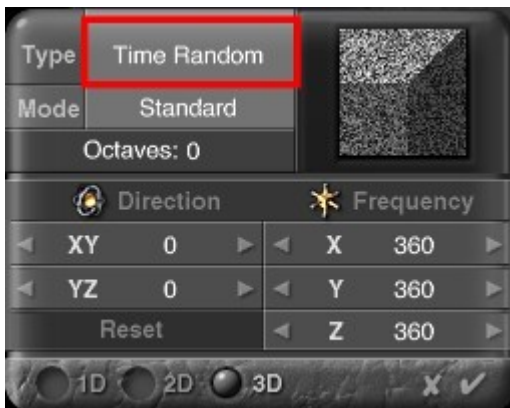 Type Time Random
Mode Standard
Octaves: 0
Direction Frequency
XY 0 X 360
YZ 0 Y 360
Reset Z 360
1D 2D 3D